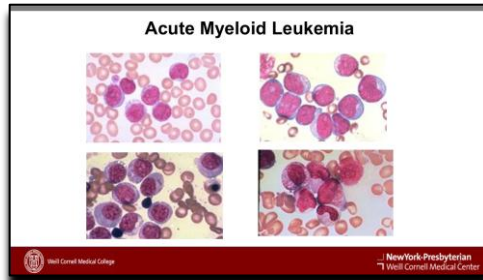 Acute Myeloid Leukemia
Weill Cornell Medical College
NewYork-Presbyterian
Weill Cornell Medical Center